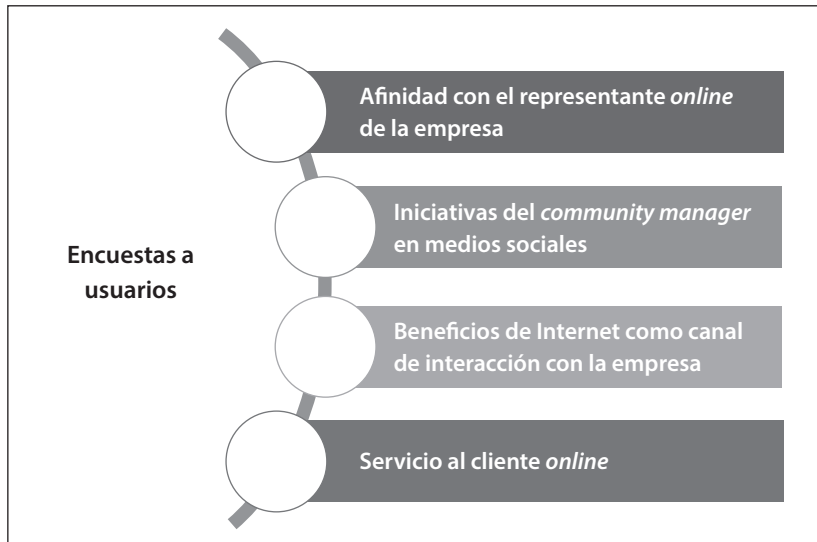 Encuestas a
usuarios
Afinidad con el representante online
de la empresa
Iniciativas del community manager
en medios sociales
Beneficios de Internet como canal
de interacción con la empresa
Servicio al cliente online